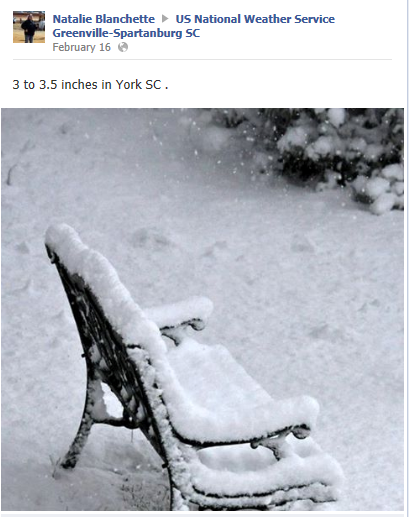 Natalie Blanchette ▶ US National Weather Service
Greenville-Spartanburg SC
February 16
3 to 3.5 inches in York SC .